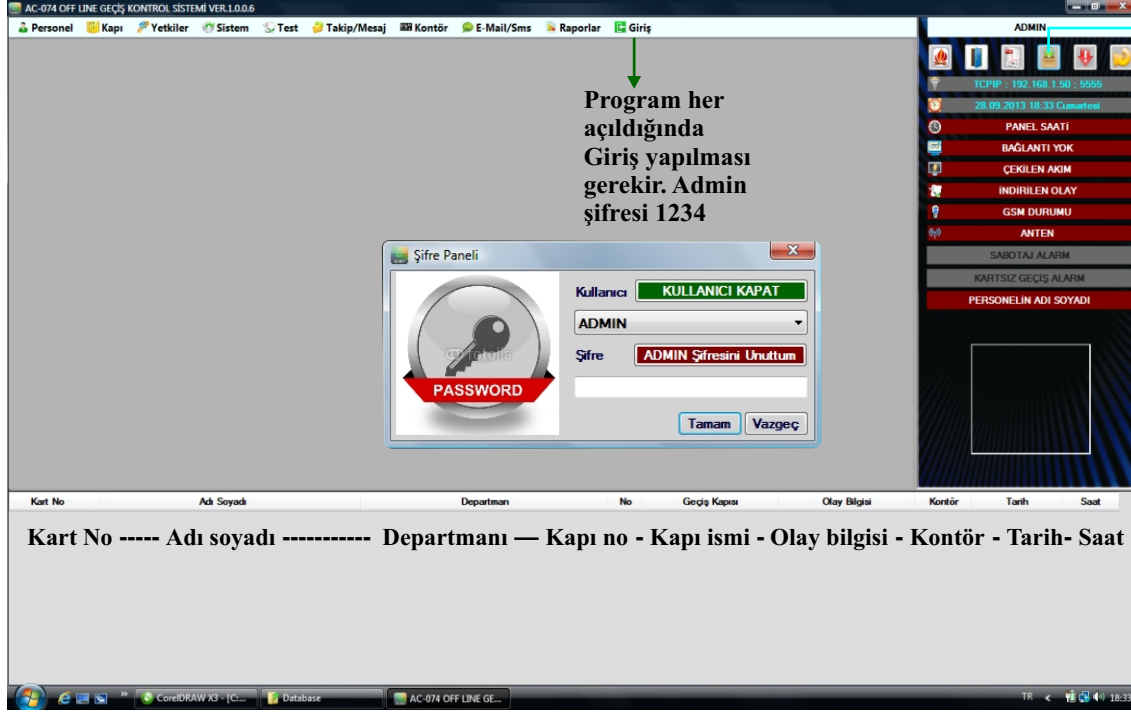 AC-074 OFF LINE GEÇİŞ KONTROL SİSTEMİ VER.1.0.0.6
Personel Kapı Yetkiler Sistem Test Takip/Mesaj Kontör E-Mail/Sms Raporlar Giriş
ADMIN
TCPIP : 192.168.1.50 ; 5555
28.09.2013 18:33 Cumartesi
PANEL SAATİ
BAĞLANTI YOK
ÇEKİLEN AKIM
İNDİRİLEN OLAY
GSM DURUMU
ANTEN
SABOTAJ ALARM
KARTSIZ GEÇİŞ ALARM
PERSONELİN ADI SOYADI
Program her
açıldığında
Giriş yapılması
gerekir. Admin
şifresi 1234
Şifre Paneli
Kullanıcı KULLANICI KAPAT
ADMIN
Şifre ADMIN Şifresini Unuttum
fotolia
PASSWORD
Tamam Vazgeç
Kart No Adı Soyadı Departman No Geçiş Kapısı Olay Bilgisi Kontör Tarih Saat
Kart No ----- Adı soyadı ----------- Departmanı — Kapı no - Kapı ismi - Olay bilgisi - Kontör - Tarih- Saat
CorelDRAW X3 - [C:... Database AC-074 OFF LINE GE... TR 18:33